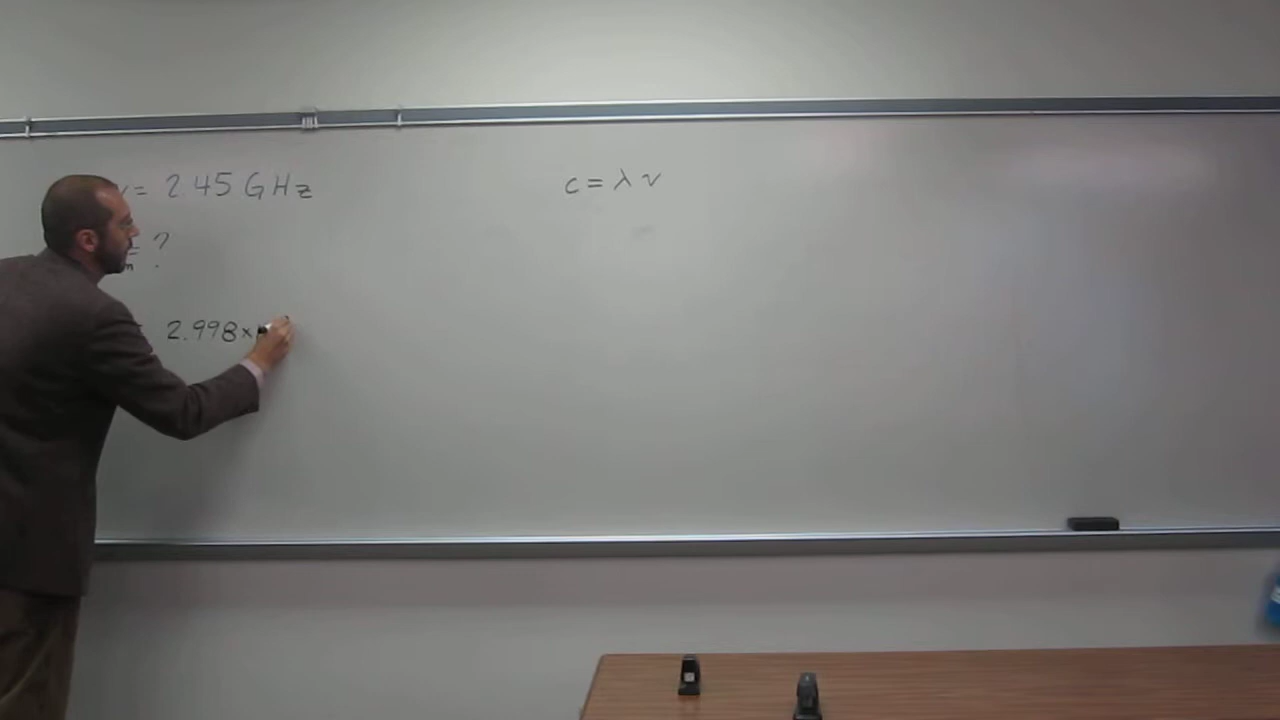 ν = 2.45 GHz
= ?
m
2.998 ×
c = λ ν